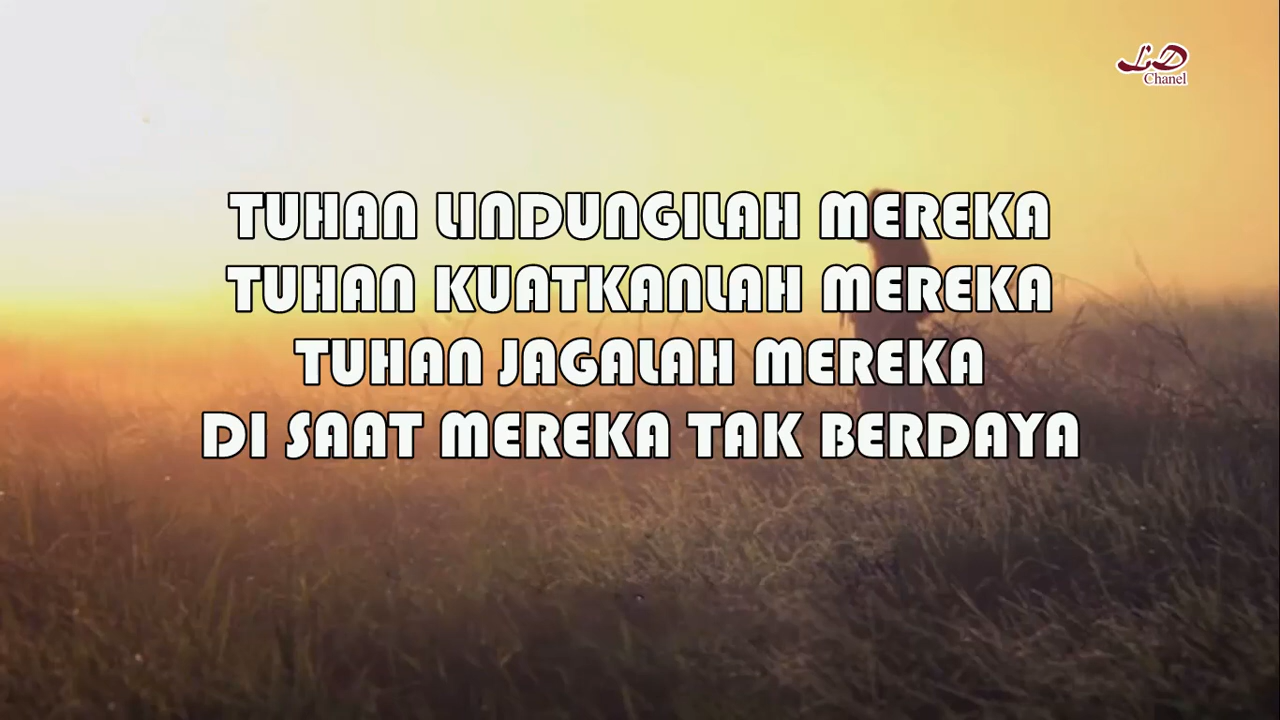 LD
Chanel
TUHAN LINDUNGILAH MEREKA
TUHAN KUATKANLAH MEREKA
TUHAN JAGALAH MEREKA
DI SAAT MEREKA TAK BERDAYA